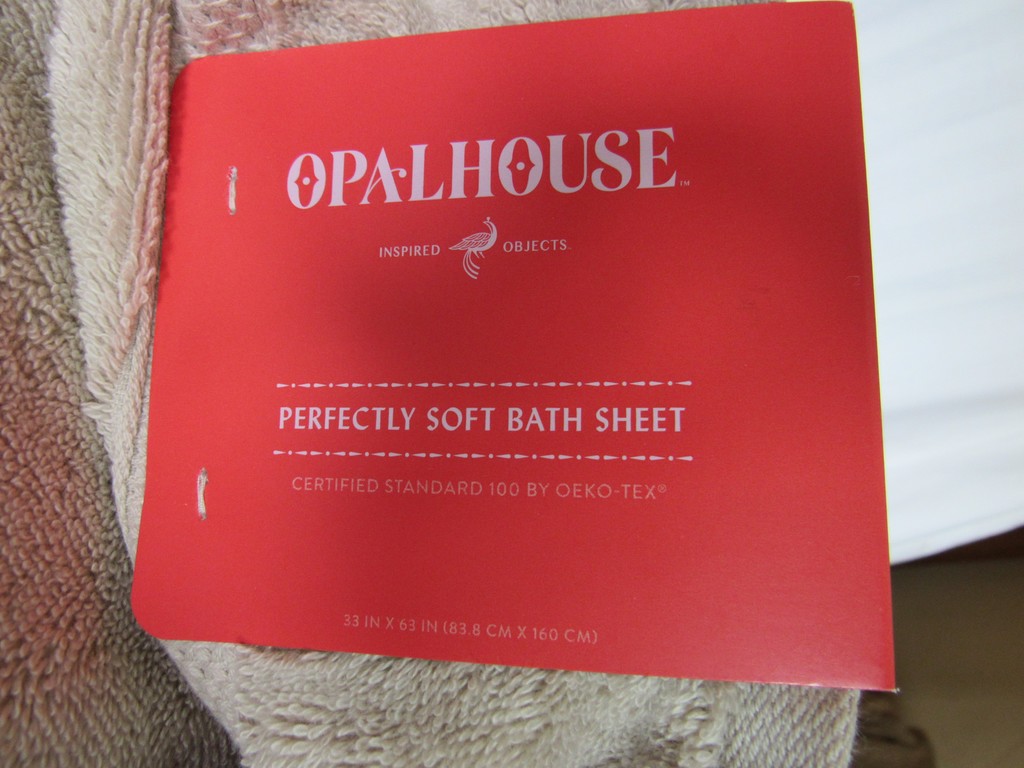 OPALHOUSE™
INSPIRED OBJECTS™
PERFECTLY SOFT BATH SHEET
CERTIFIED STANDARD 100 BY OEKO-TEX®
33 IN X 63 IN (83.8 CM X 160 CM)